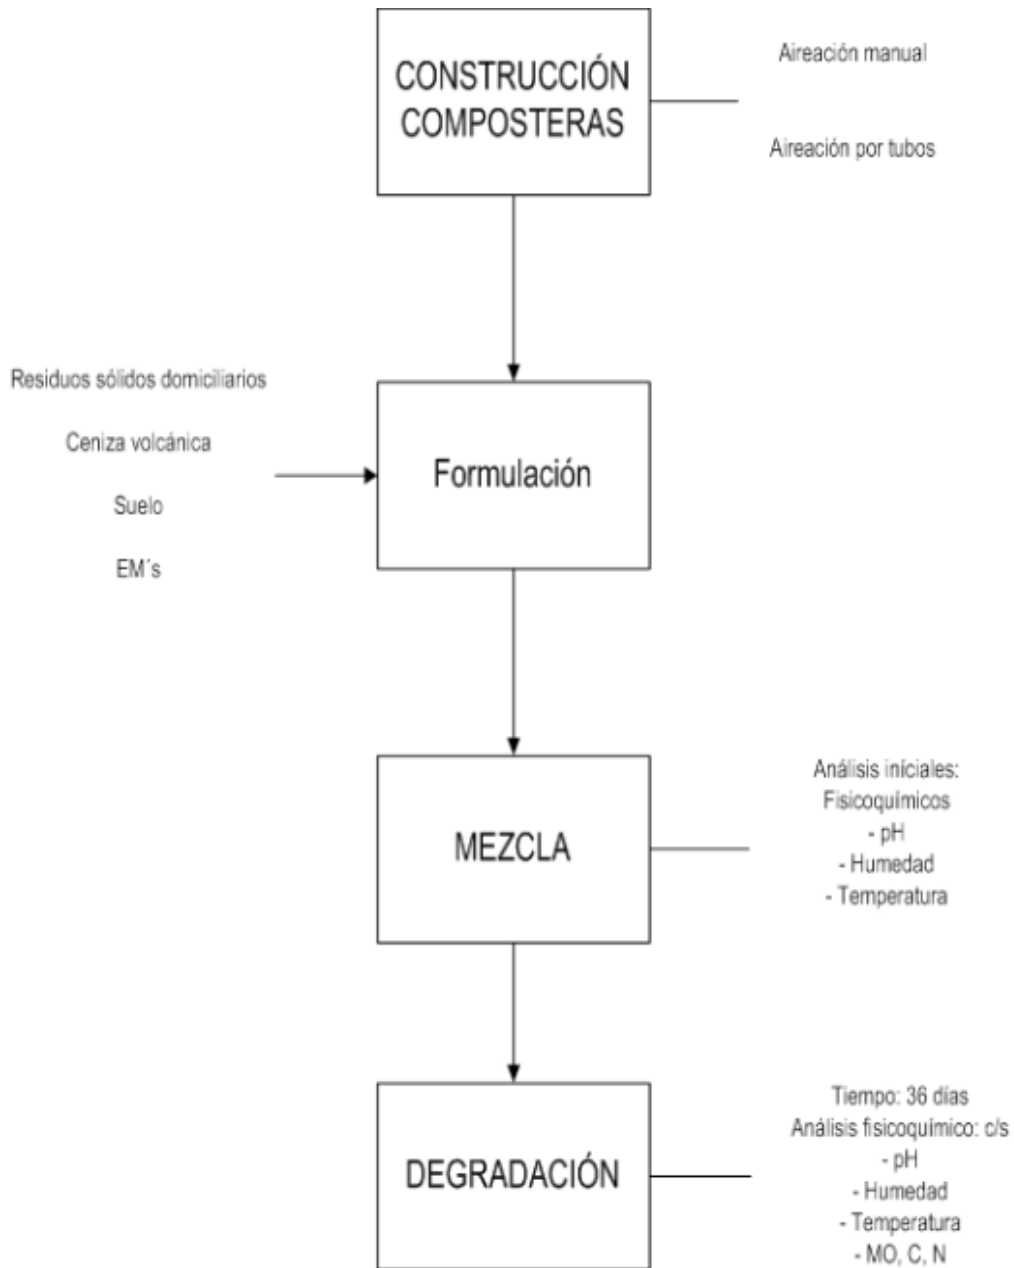 CONSTRUCCIÓN
COMPOSTERAS
Aireación manual
Aireación por tubos
Residuos sólidos domiciliarios
Ceniza volcánica
Suelo
EM´s
Formulación
MEZCLA
Análisis iníciales:
Fisicoquímicos
- pH
- Humedad
- Temperatura
DEGRADACIÓN
Tiempo: 36 días
Análisis fisicoquímico: c/s
- pH
- Humedad
- Temperatura
- MO, C, N